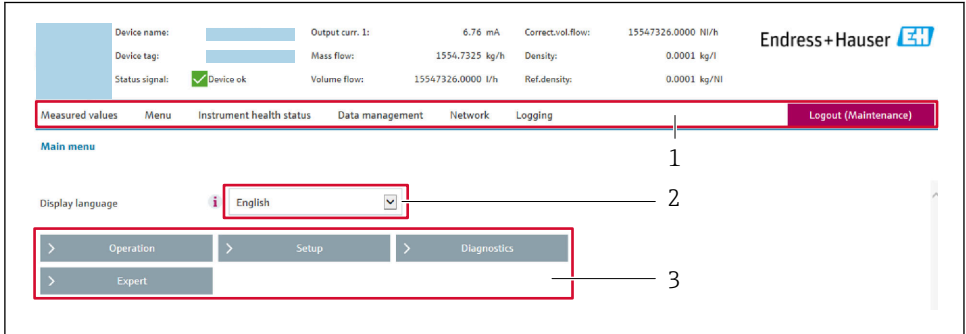 Device name: Output curr. 1: 6.76 mA Correct.vol.flow: 15547326.0000 Nl/h
Endress+Hauser EH
Device tag: Mass flow: 1554.7325 kg/h Density: 0.0001 kg/l
Status signal: Device ok Volume flow: 15547326.0000 l/h Ref.density: 0.0001 kg/Nl
Measured values Menu Instrument health status Data management Network Logging Logout (Maintenance)
Main menu
1
Display language i English 2
> Operation > Setup > Diagnostics
> Expert 3